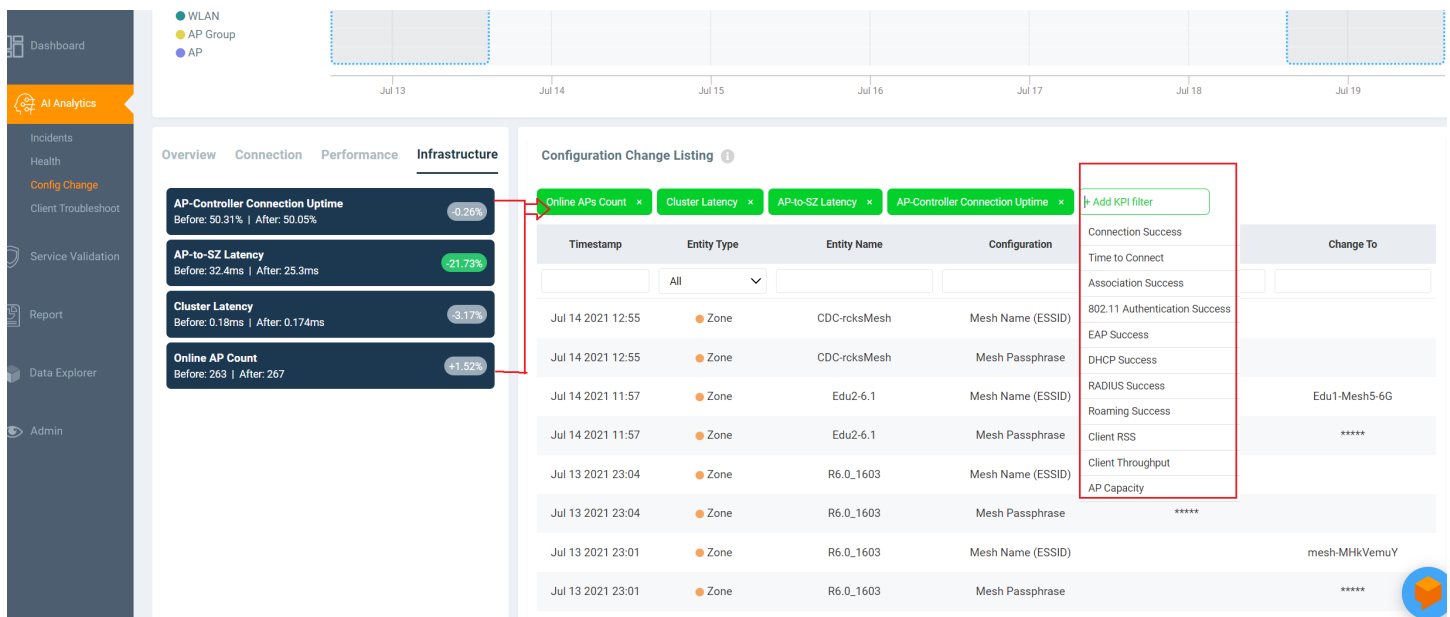 WLAN
AP Group
AP
Jul 13 Jul 14 Jul 15 Jul 16 Jul 17 Jul 18 Jul 19
Dashboard
AI Analytics
Incidents
Health
Config Change
Client Troubleshoot
Service Validation
Report
Data Explorer
Admin
Overview Connection Performance Infrastructure
AP-Controller Connection Uptime
Before: 50.31% | After: 50.05%
-0.26%
AP-to-SZ Latency
Before: 32.4ms | After: 25.3ms
-21.73%
Cluster Latency
Before: 0.18ms | After: 0.174ms
-3.17%
Online AP Count
Before: 263 | After: 267
+1.52%
Configuration Change Listing
Online APs Count × Cluster Latency × AP-to-SZ Latency × AP-Controller Connection Uptime × + Add KPI filter
Connection Success
Time to Connect
Association Success
802.11 Authentication Success
EAP Success
DHCP Success
RADIUS Success
Roaming Success
Client RSS
Client Throughput
AP Capacity
Timestamp Entity Type Entity Name Configuration Change To
All
Jul 14 2021 12:55 Zone CDC-rcksMesh Mesh Name (ESSID)
Jul 14 2021 12:55 Zone CDC-rcksMesh Mesh Passphrase
Jul 14 2021 11:57 Zone Edu2-6.1 Mesh Name (ESSID) Edu1-Mesh5-6G
Jul 14 2021 11:57 Zone Edu2-6.1 Mesh Passphrase *****
Jul 13 2021 23:04 Zone R6.0_1603 Mesh Name (ESSID)
Jul 13 2021 23:04 Zone R6.0_1603 Mesh Passphrase *****
Jul 13 2021 23:01 Zone R6.0_1603 Mesh Name (ESSID) mesh-MHkVemuY
Jul 13 2021 23:01 Zone R6.0_1603 Mesh Passphrase *****